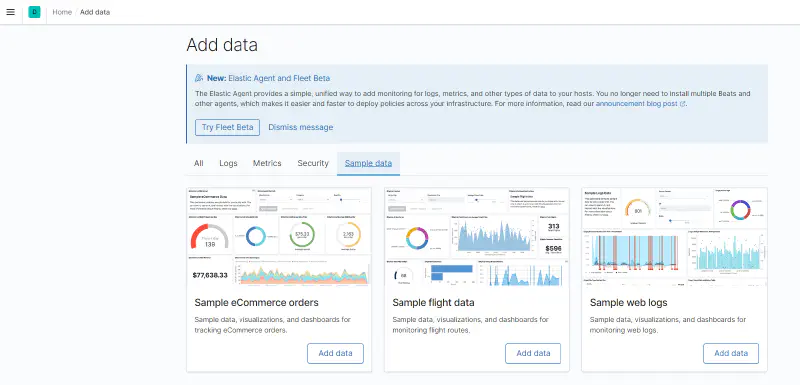 D Home Add data
Add data
New: Elastic Agent and Fleet Beta
The Elastic Agent provides a simple, unified way to add monitoring for logs, metrics, and other types of data to your hosts. You no longer need to install multiple Beats and
other agents, which makes it easier and faster to deploy policies across your infrastructure. For more information, read our announcement blog post.
Try Fleet Beta Dismiss message
All Logs Metrics Security Sample data
Sample eCommerce Data
Sample Logs Data
$77,638.33
313
Sample eCommerce orders
Sample data, visualizations, and dashboards for
tracking eCommerce orders.
Add data
Sample flight data
Sample data, visualizations, and dashboards for
monitoring flight routes.
Add data
Sample web logs
Sample data, visualizations, and dashboards for
monitoring web logs.
Add data